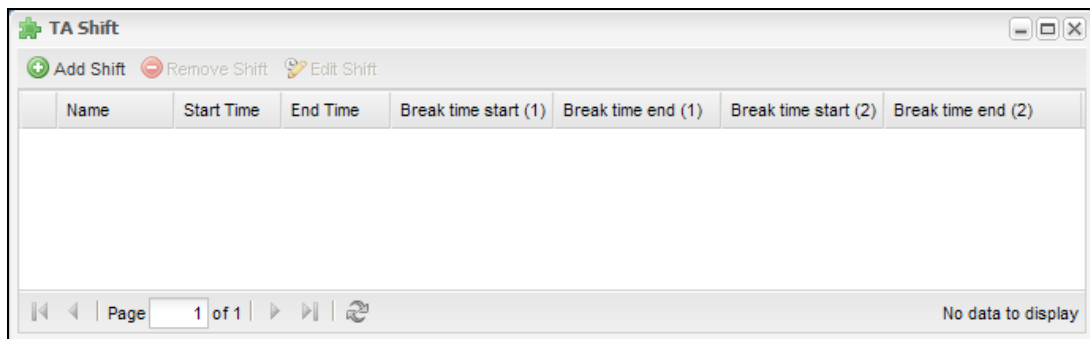 TA Shift
Add Shift Remove Shift Edit Shift
Name Start Time End Time Break time start (1) Break time end (1) Break time start (2) Break time end (2)
Page 1 of 1 No data to display